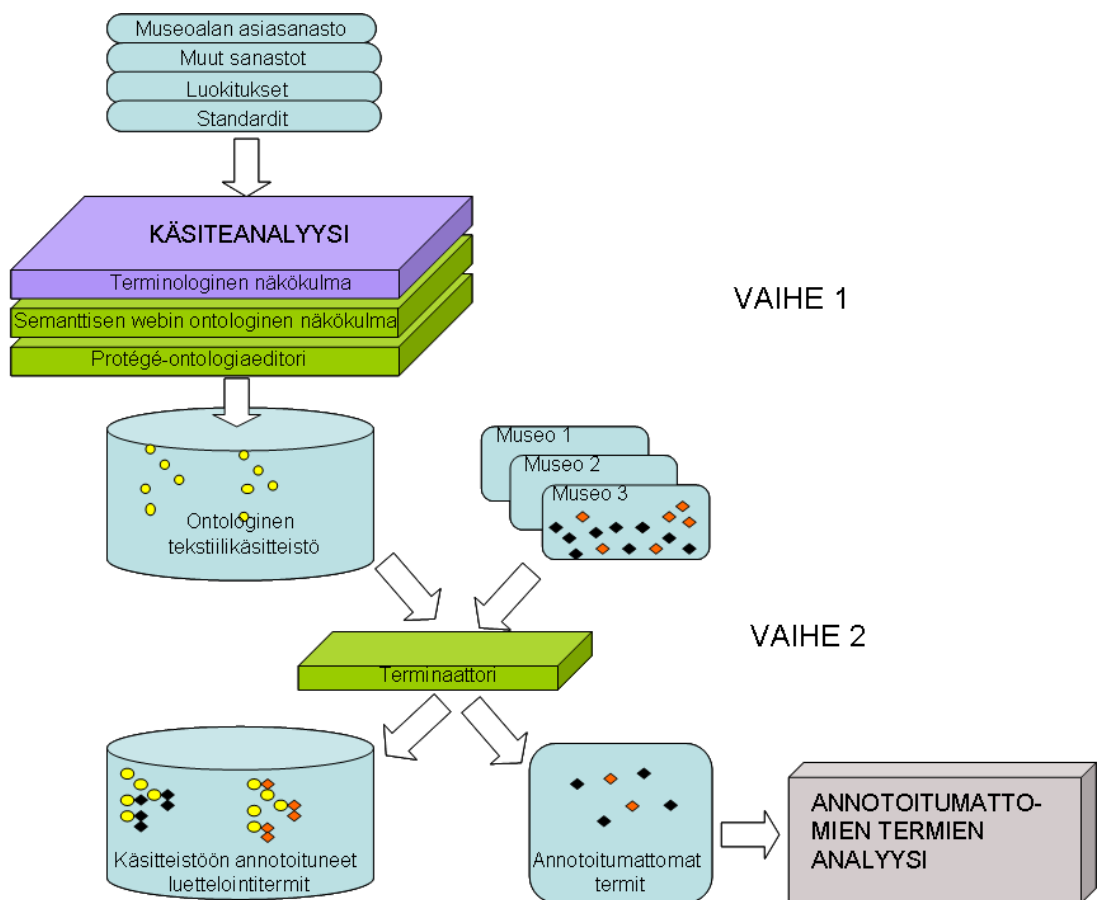 Museoalan asiasanasto
Muut sanastot
Luokitukset
Standardit
KÄSITEANALYYSI
Terminologinen näkökulma
Semanttisen webin ontologinen näkökulma
Protégé-ontologiaeditori
VAIHE 1
Museo 1
Museo 2
Museo 3
Ontologinen
tekstiilikäsitteistö
VAIHE 2
Terminaattori
Käsitteistöön annotoituneet
luettelointitermit
Annotoitumattomat
termit
ANNOTOITUMATTO-
MIEN TERMIEN
ANALYYSI